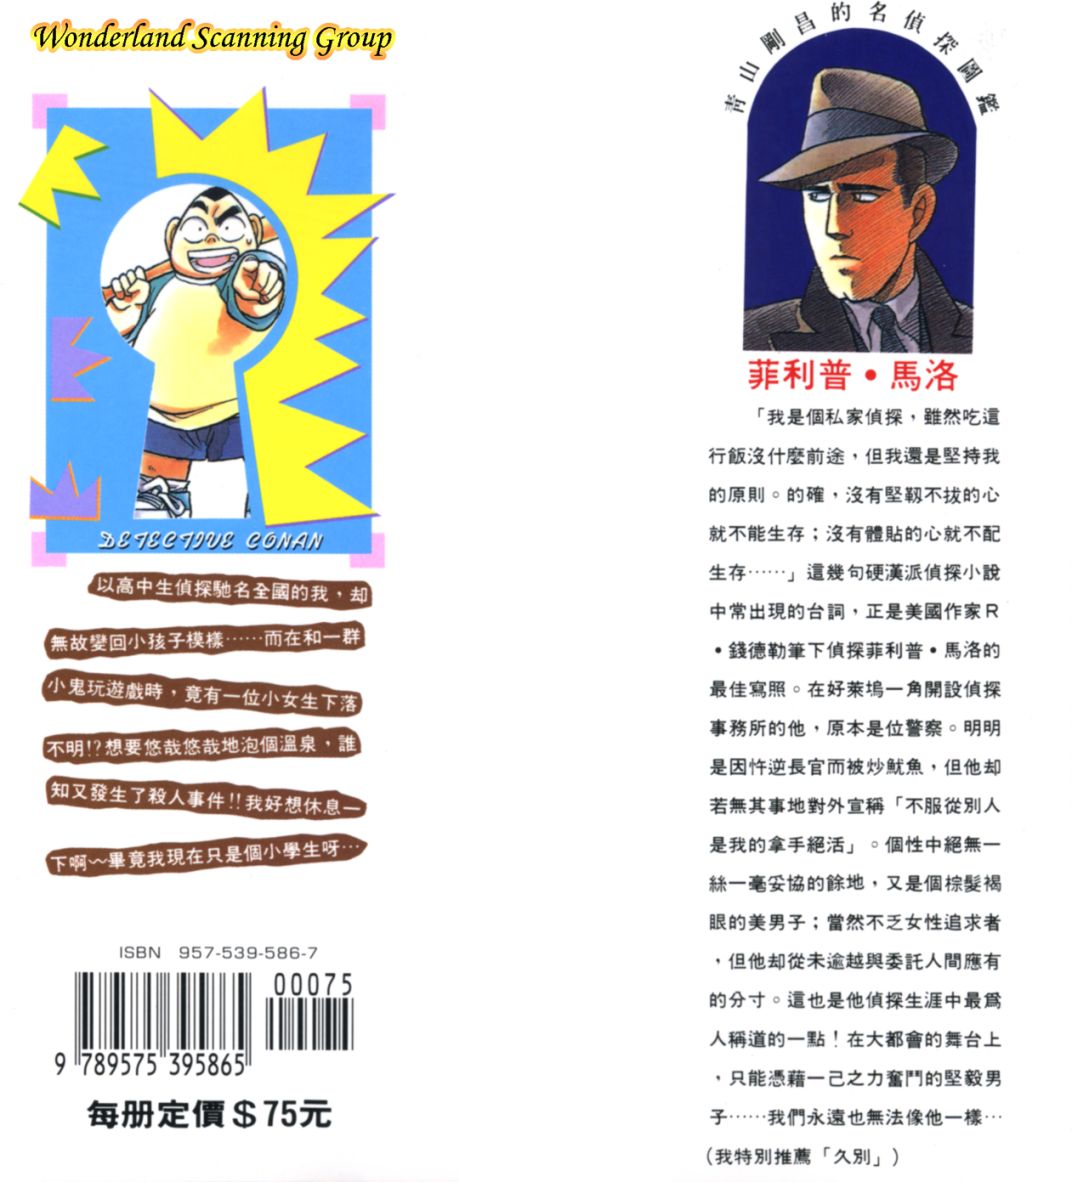 Wonderland Scanning Group
DETECTIVE CONAN
以高中生偵探馳名全國的我，却
無故變回小孩子模樣⋯⋯而在和一群
小鬼玩遊戲時，竟有一位小女生下落
不明!?想要悠哉悠哉地泡個溫泉，誰
知又發生了殺人事件!!我好想休息一
下啊～畢竟我現在只是個小學生呀⋯
ISBN 957-539-586-7
00075
9 789575 395865
每册定價＄75元
青山剛昌的名偵探圖鑑
菲利普•馬洛
「我是個私家偵探，雖然吃這
行飯沒什麼前途，但我還是堅持我
的原則。的確，沒有堅靱不拔的心
就不能生存；沒有體貼的心就不配
生存⋯⋯」這幾句硬漢派偵探小說
中常出現的台詞，正是美國作家R
•錢德勒筆下偵探菲利普•馬洛的
最佳寫照。在好萊塢一角開設偵探
事務所的他，原本是位警察。明明
是因忤逆長官而被炒魷魚，但他却
若無其事地對外宣稱「不服從別人
是我的拿手絕活」。個性中絕無一
絲一毫妥協的餘地，又是個棕髮褐
眼的美男子；當然不乏女性追求者
，但他却從未逾越與委託人間應有
的分寸。這也是他偵探生涯中最爲
人稱道的一點！在大都會的舞台上
，只能憑藉一己之力奮鬥的堅毅男
子⋯⋯我們永遠也無法像他一樣⋯
(我特別推薦「久別」)